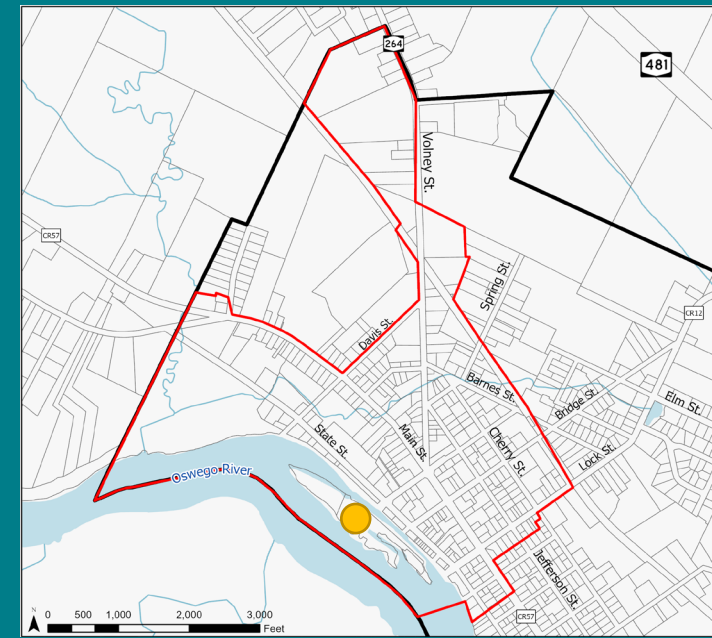 264
481
Volney St.
CR57
Spring St.
CR12
Davis St.
Barnes St.
Bridge St.
Elm St.
State St.
Main St.
Cherry St.
Lock St.
Oswego River
Jefferson St.
CR57
N
0 500 1,000 2,000 3,000
Feet